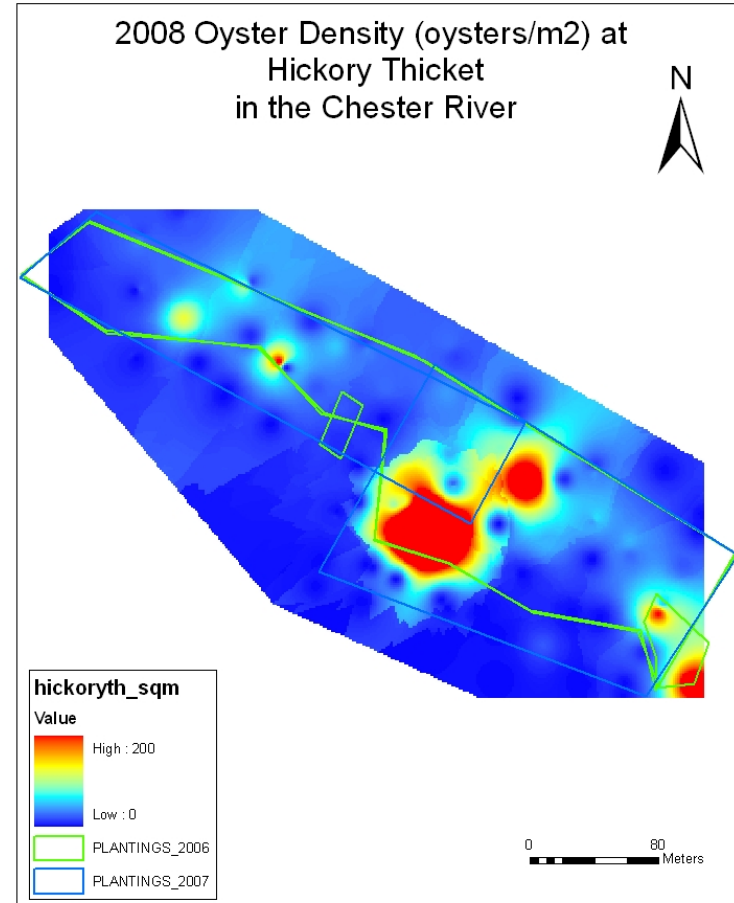 2008 Oyster Density (oysters/m2) at
Hickory Thicket
in the Chester River
N
hickoryth_sqm
Value
High : 200
Low : 0
PLANTINGS_2006
PLANTINGS_2007
0 80
Meters